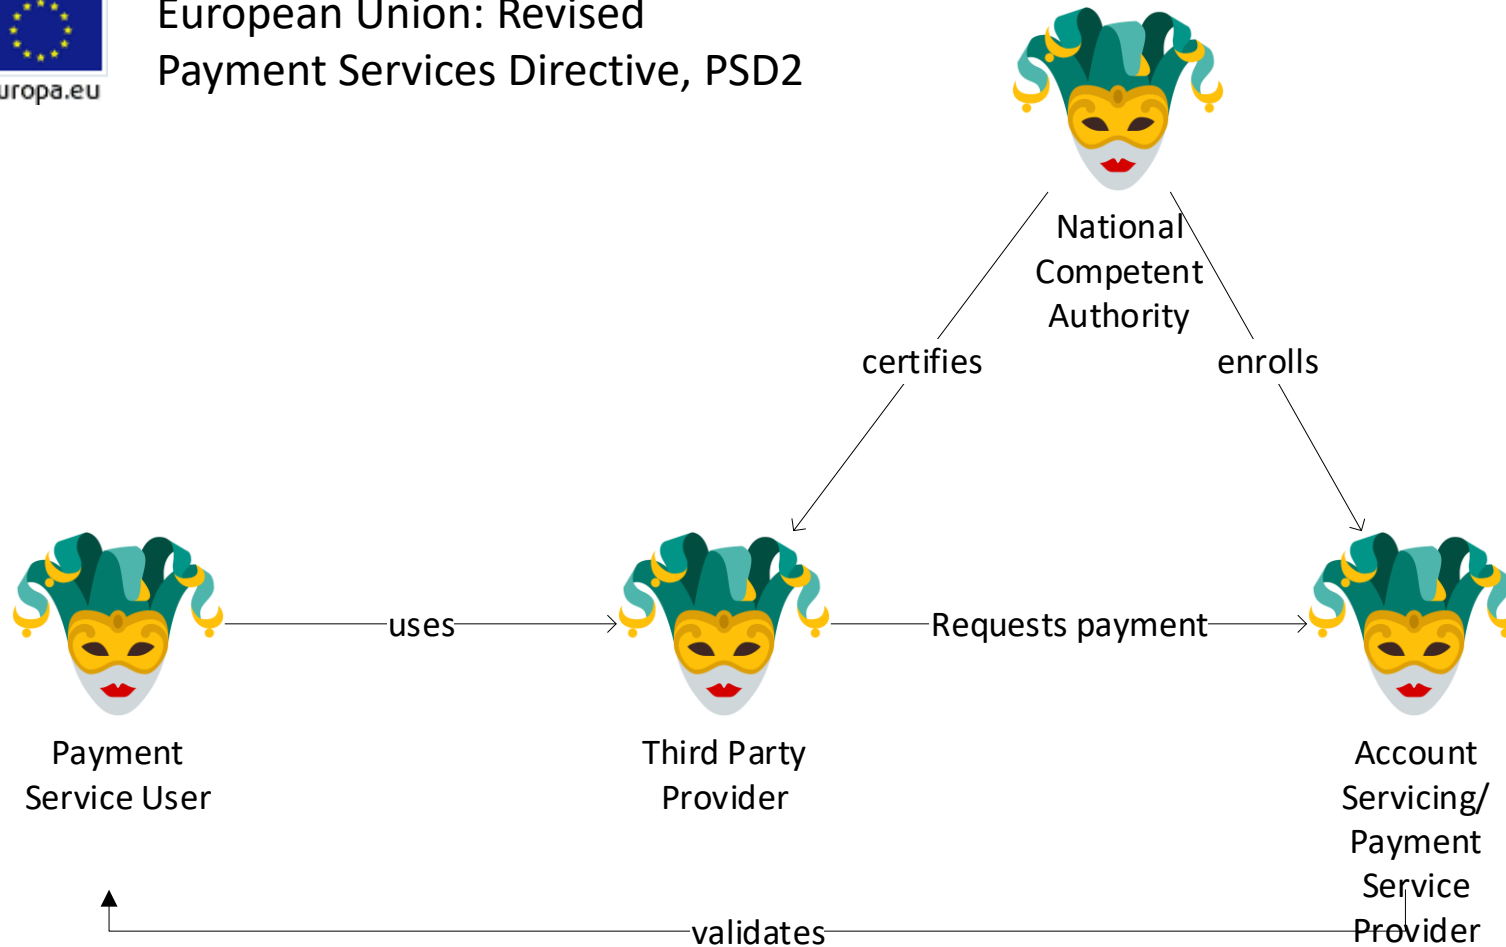 European Union: Revised
Payment Services Directive, PSD2
uropa.eu
National
Competent
Authority
certifies
enrolls
uses
Requests payment
Payment
Service User
Third Party
Provider
Account
Servicing/
Payment
Service
Provider
validates